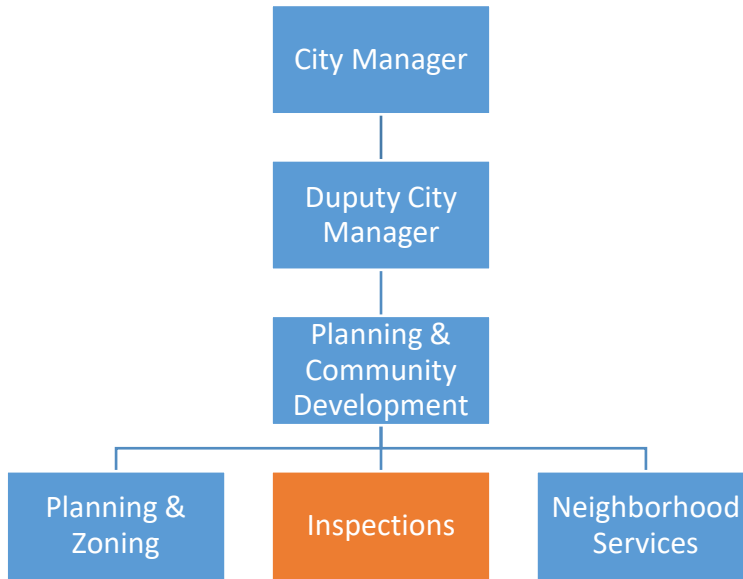 City Manager
Duputy City
Manager
Planning &
Community
Development
Planning &
Zoning
Inspections
Neighborhood
Services